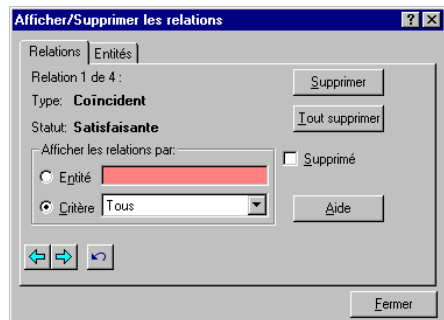 Afficher/Supprimer les relations
Relations Entités
Relation 1 de 4 :
Supprimer
Type: Coïncident
Tout supprimer
Statut: Satisfaisante
Afficher les relations par:
Supprimé
Entité
Critère Tous
Aide
Fermer